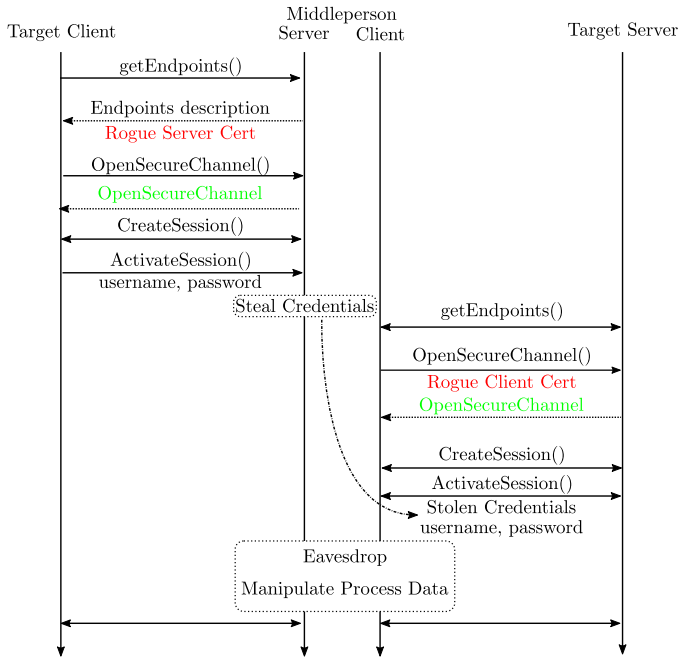 Middleperson
Target Client
Server
Client
Target Server
getEndpoints()
Endpoints description
Rogue Server Cert
OpenSecureChannel()
OpenSecureChannel
CreateSession()
ActivateSession()
username, password
Steal Credentials
getEndpoints()
OpenSecureChannel()
Rogue Client Cert
OpenSecureChannel
CreateSession()
ActivateSession()
Stolen Credentials
username, password
Eavesdrop
Manipulate Process Data